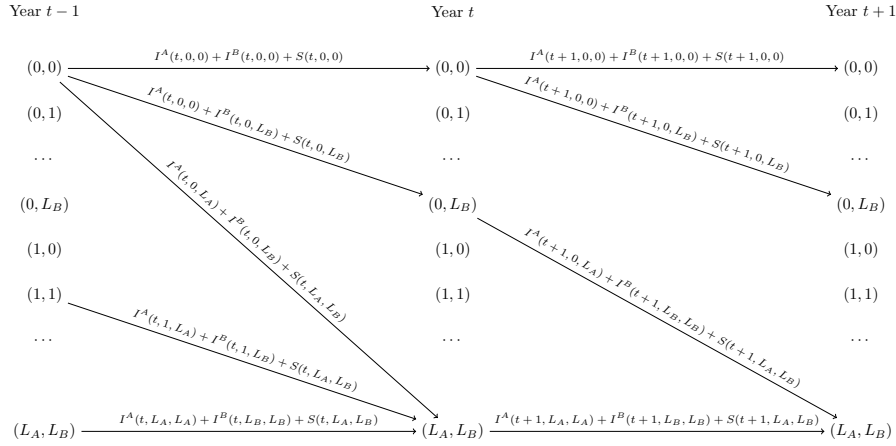 Year t − 1 Year t Year t + 1
(0, 0) I^A(t, 0, 0) + I^B(t, 0, 0) + S(t, 0, 0) (0, 0) I^A(t+1, 0, 0) + I^B(t+1, 0, 0) + S(t+1, 0, 0) (0, 0)
I^A(t, 0, 0) + I^B(t, 0, L_B) + S(t, 0, L_B) I^A(t+1, 0, 0) + I^B(t+1, 0, L_B) + S(t+1, 0, L_B)
(0, 1) (0, 1) (0, 1)
... ... ...
I^A(t, 0, L_A) + I^B(t, 0, L_B) + S(t, L_A, L_B)
(0, L_B) (0, L_B) (0, L_B)
I^A(t+1, 0, L_A) + I^B(t+1, L_B, L_B) + S(t+1, L_A, L_B)
(1, 0) (1, 0) (1, 0)
(1, 1) (1, 1) (1, 1)
I^A(t, 1, L_A) + I^B(t, 1, L_B) + S(t, L_A, L_B)
... ... ...
(L_A, L_B) I^A(t, L_A, L_A) + I^B(t, L_B, L_B) + S(t, L_A, L_B) (L_A, L_B) I^A(t+1, L_A, L_A) + I^B(t+1, L_B, L_B) + S(t+1, L_A, L_B) (L_A, L_B)